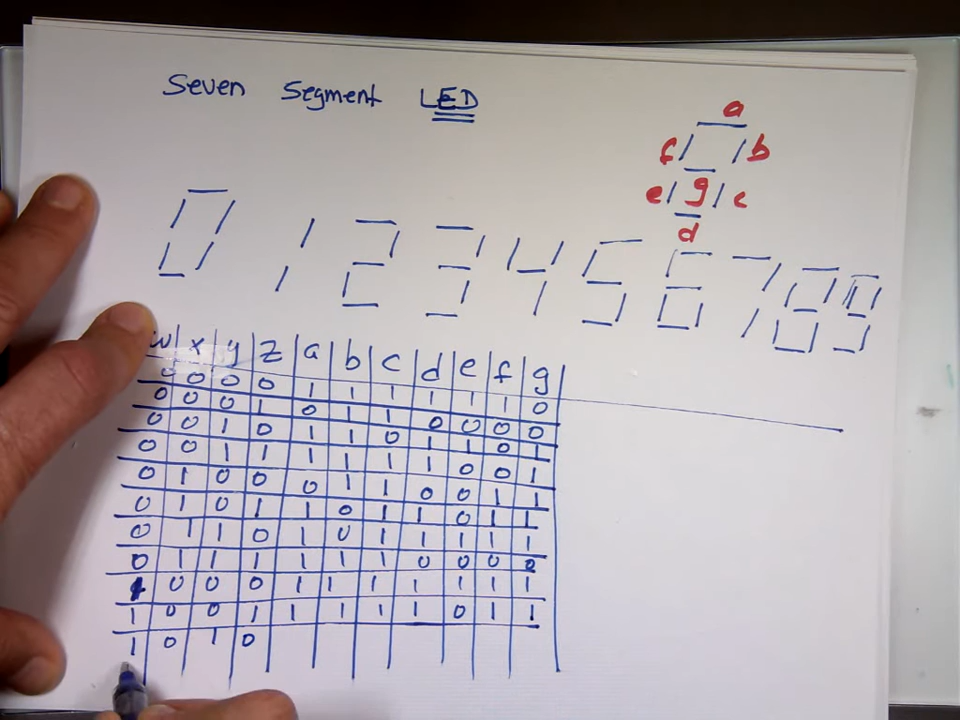 Seven Segment LED
a
f b
e g c
d
0 1 2 3 4 5 6 7 8 9
w x y z a b c d e f g
0 0 0 0 1 1 1 1 1 1 0
0 0 0 1 0 1 1 0 0 0 0
0 0 1 0 1 1 0 1 1 0 1
0 0 1 1 1 1 1 1 0 0 1
0 1 0 0 0 1 1 0 0 1 1
0 1 0 1 1 0 1 1 0 1 1
0 1 1 0 1 0 1 1 1 1 1
0 1 1 1 1 1 1 0 0 0 0
1 0 0 0 1 1 1 1 1 1 1
1 0 0 1 1 1 1 1 0 1 1
1 0 1 0